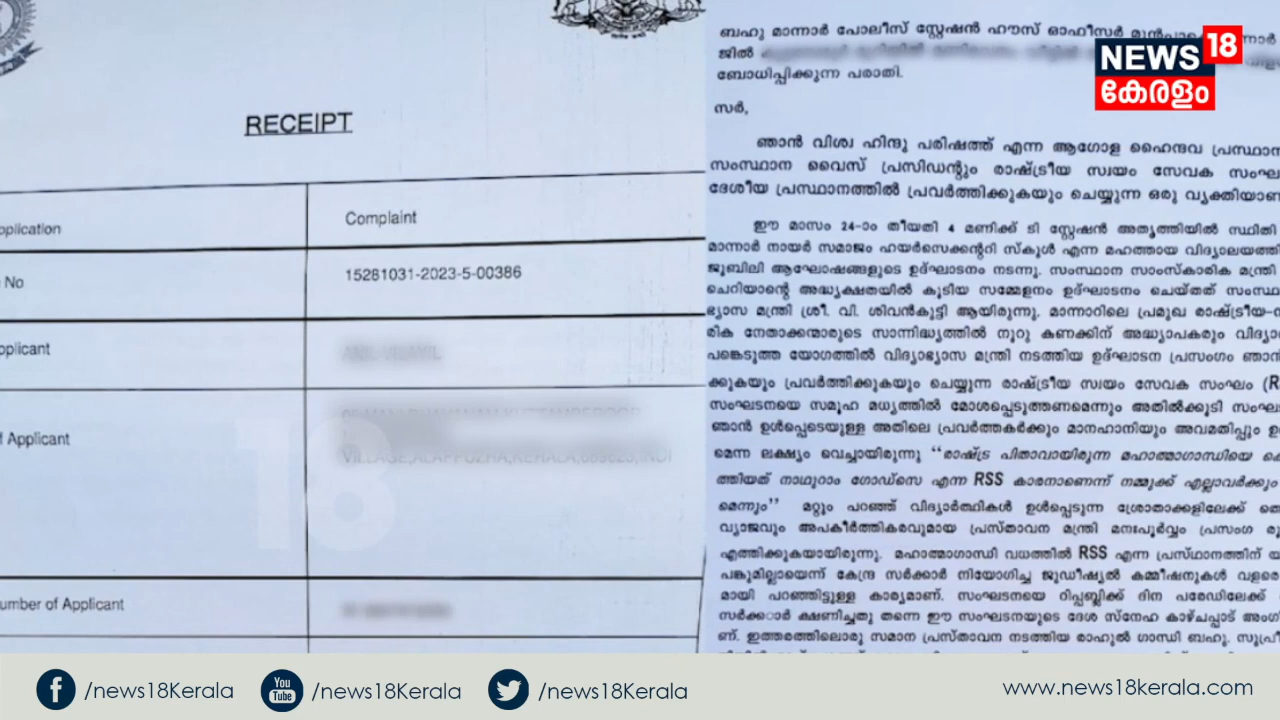 RECEIPT
pplication
Complaint
No
15281031-2023-5-00386
pplicant
Applicant
VILLAGE,ALAPPUZHA,KERALA,
umber of Applicant
ബഹു മാന്നാർ പോലീസ് സ്റ്റേഷൻ ഹൗസ് ഓഫീസർ മുൻപാകെ
ജില്‍
ബോധിപ്പിക്കുന്ന പരാതി.
സർ,
ഞാൻ വിശ്വ ഹിന്ദു പരിഷത്ത് എന്ന ആഗോള ഹൈന്ദവ പ്രസ്ഥാന
സംസ്ഥാന വൈസ് പ്രസിഡന്റും രാഷ്ട്രീയ സ്വയം സേവക സംഘ
ദേശീയ പ്രസ്ഥാനത്തിൽ പ്രവർത്തിക്കുകയും ചെയ്യുന്ന ഒരു വ്യക്തിയാണ
ഈ മാസം 24-ാം തീയതി 4 മണിക്ക് ടി സ്റ്റേഷൻ അതൃത്തിയിൽ സ്ഥിതി
മാന്നാർ നായർ സമാജം ഹയർസെക്കന്ററി സ്കൂൾ എന്ന മഹത്തായ വിദ്യാലയത്തി
ജൂബിലി ആഘോഷങ്ങളുടെ ഉദ്ഘാടനം നടന്നു. സംസ്ഥാന സാംസ്കാരിക മന്ത്രി
ചെറിയാന്റെ അദ്ധ്യക്ഷതയിൽ കൂടിയ സമ്മേളനം ഉദ്ഘാടനം ചെയ്തത് സംസ്ഥ
ഭ്യാസ മന്ത്രി ശ്രീ. വി. ശിവൻകുട്ടി ആയിരുന്നു. മാന്നാറിലെ പ്രമുഖ രാഷ്ട്രീയ-സ
രിക നേതാക്കന്മാരുടെ സാന്നിദ്ധ്യത്തിൽ നൂറു കണക്കിന് അദ്ധ്യാപകരും വിദ്യാ
പങ്കെടുത്ത യോഗത്തിൽ വിദ്യാഭ്യാസ മന്ത്രി നടത്തിയ ഉദ്ഘാടന പ്രസംഗം ഞാൻ
ക്കുകയും പ്രവർത്തിക്കുകയും ചെയ്യുന്ന രാഷ്ട്രീയ സ്വയം സേവക സംഘം (R
സംഘടനയെ സമൂഹ മധ്യത്തിൽ മോശപ്പെടുത്തണമെന്നും അതിൽക്കൂടി സംഘ
ഞാൻ ഉൾപ്പെടെയുള്ള അതിലെ പ്രവർത്തകർക്കും മാനഹാനിയും അവമതിപ്പും ഉ
മെന്ന ലക്ഷ്യം വെച്ചായിരുന്നു "രാഷ്ട്ര പിതാവായിരുന്ന മഹാത്മാഗാന്ധിയെ കെ
ത്തിയത് നാഥുറാം ഗോഡ്സെ എന്ന RSS കാരനാണെന്ന് നമ്മുക്ക് എല്ലാവർക്കും
മെന്നും" മറ്റും പറഞ്ഞ് വിദ്യാർത്ഥികൾ ഉൾപ്പെടുന്ന ശ്രോതാക്കളിലേക്ക് തെ
വ്യാജവും അപകീർത്തികരവുമായ പ്രസ്താവന മന്ത്രി മനഃപൂർവ്വം പ്രസംഗ രൂ
എത്തിക്കുകയായിരുന്നു. മഹാത്മാഗാന്ധി വധത്തിൽ RSS എന്ന പ്രസ്ഥാനത്തിന് യ
പങ്കുമില്ലായെന്ന് കേന്ദ്ര സർക്കാർ നിയോഗിച്ച ജുഡീഷ്യൽ കമ്മീഷനുകൾ വളരെ
മായി പറഞ്ഞിട്ടുള്ള കാര്യമാണ്. സംഘടനയെ റിപ്പബ്ലിക്ക് ദിന പരേഡിലേക്ക്
സർക്കാർ ക്ഷണിച്ചതു തന്നെ ഈ സംഘടനയുടെ ദേശ സ്നേഹ കാഴ്ചപ്പാട് അംഗീ
ണ്. ഇത്തരത്തിലൊരു സമാന പ്രസ്താവന നടത്തിയ രാഹുൽ ഗാന്ധി ബഹു. സുപ്രീ
NEWS 18
കേരളം
18
/news18Kerala
You Tube /news18Kerala
/news18Kerala
www.news18kerala.com